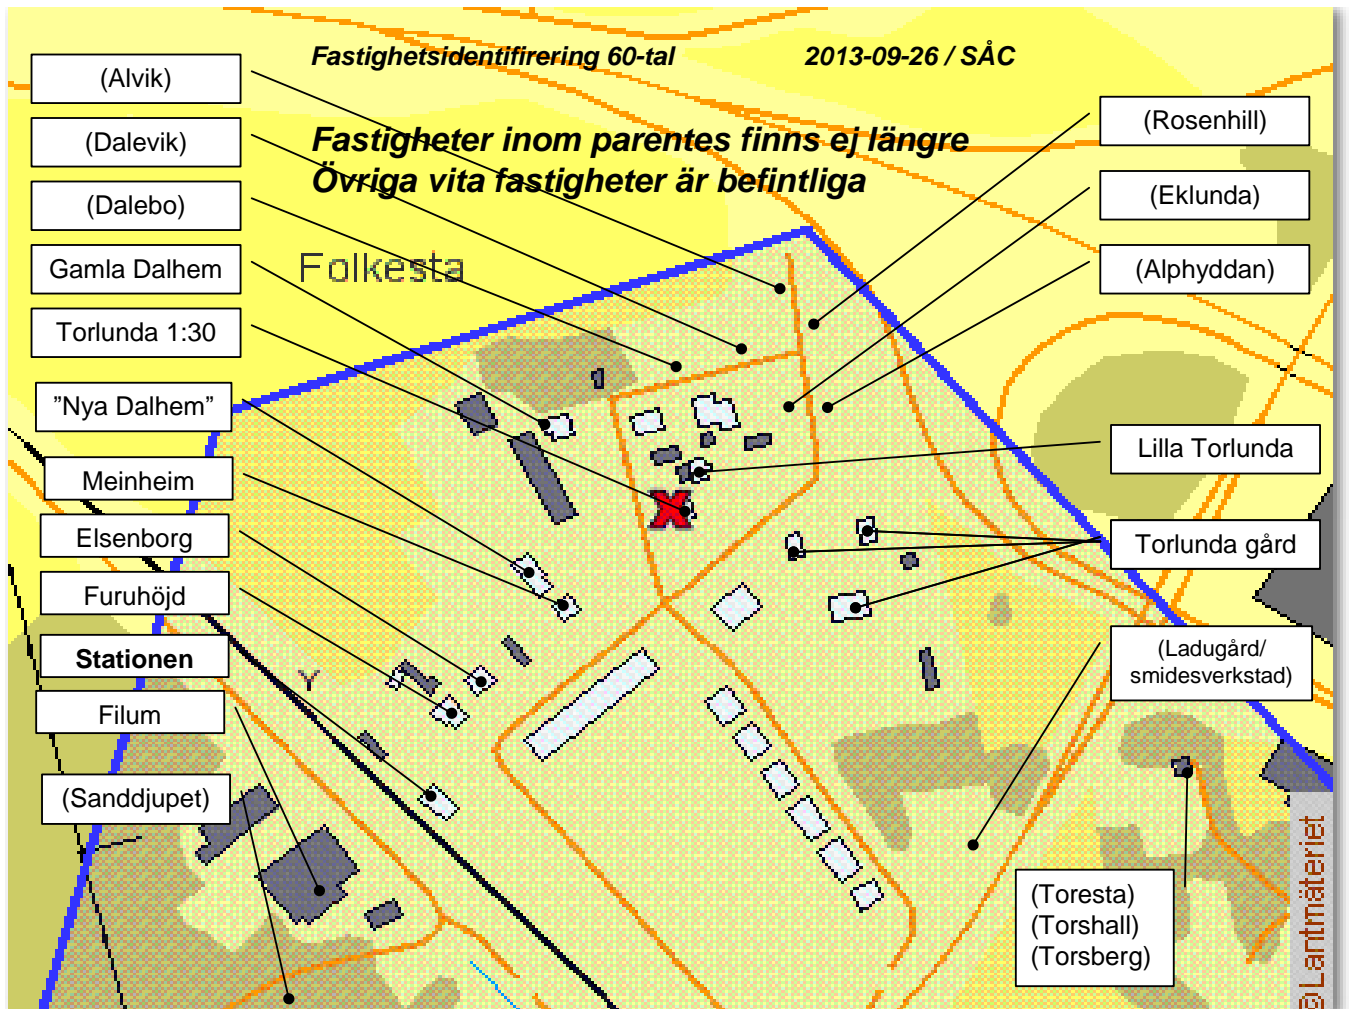 Fastighetsidentifirering 60-tal 2013-09-26 / SÅC
Fastigheter inom parentes finns ej längre
Övriga vita fastigheter är befintliga
(Alvik)
(Dalevik)
(Dalebo)
Gamla Dalhem
Torlunda 1:30
”Nya Dalhem”
Meinheim
Elsenborg
Furuhöjd
Stationen
Filum
(Sanddjupet)
Folkesta
Y
X
(Rosenhill)
(Eklunda)
(Alphyddan)
Lilla Torlunda
Torlunda gård
(Ladugård/
smidesverkstad)
(Toresta)
(Torshall)
(Torsberg)
©Lantmäteriet